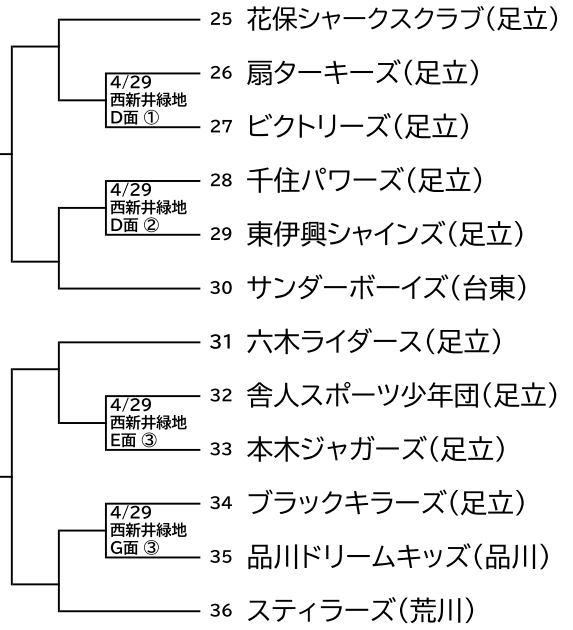 25 花保シャークスクラブ(足立)
26 扇ターキーズ(足立)
4/29
西新井緑地
D面 ①
27 ビクトリーズ(足立)
28 千住パワーズ(足立)
4/29
西新井緑地
D面 ②
29 東伊興シャインズ(足立)
30 サンダーボーイズ(台東)
31 六木ライダース(足立)
32 舎人スポーツ少年団(足立)
4/29
西新井緑地
E面 ③
33 本木ジャガーズ(足立)
34 ブラックキラーズ(足立)
4/29
西新井緑地
G面 ③
35 品川ドリームキッズ(品川)
36 スティラーズ(荒川)